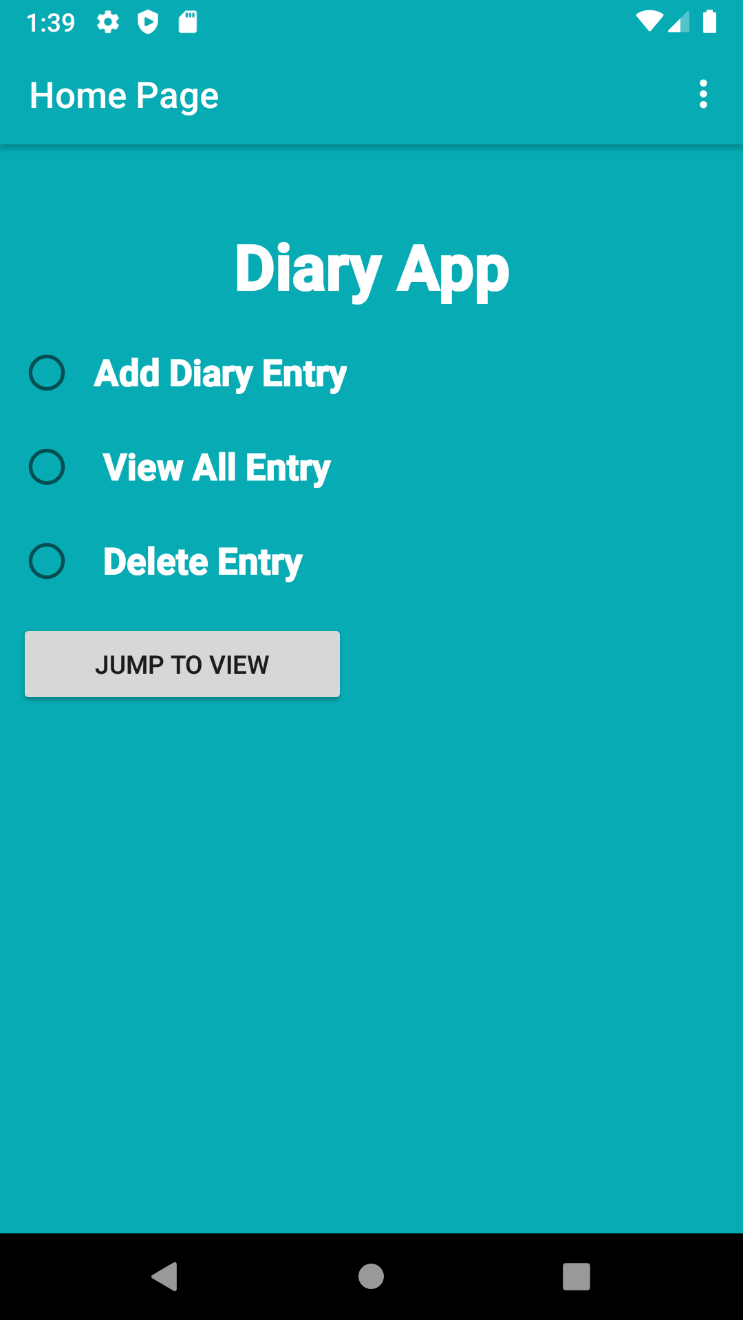 1:39
Home Page
Diary App
Add Diary Entry
View All Entry
Delete Entry
JUMP TO VIEW